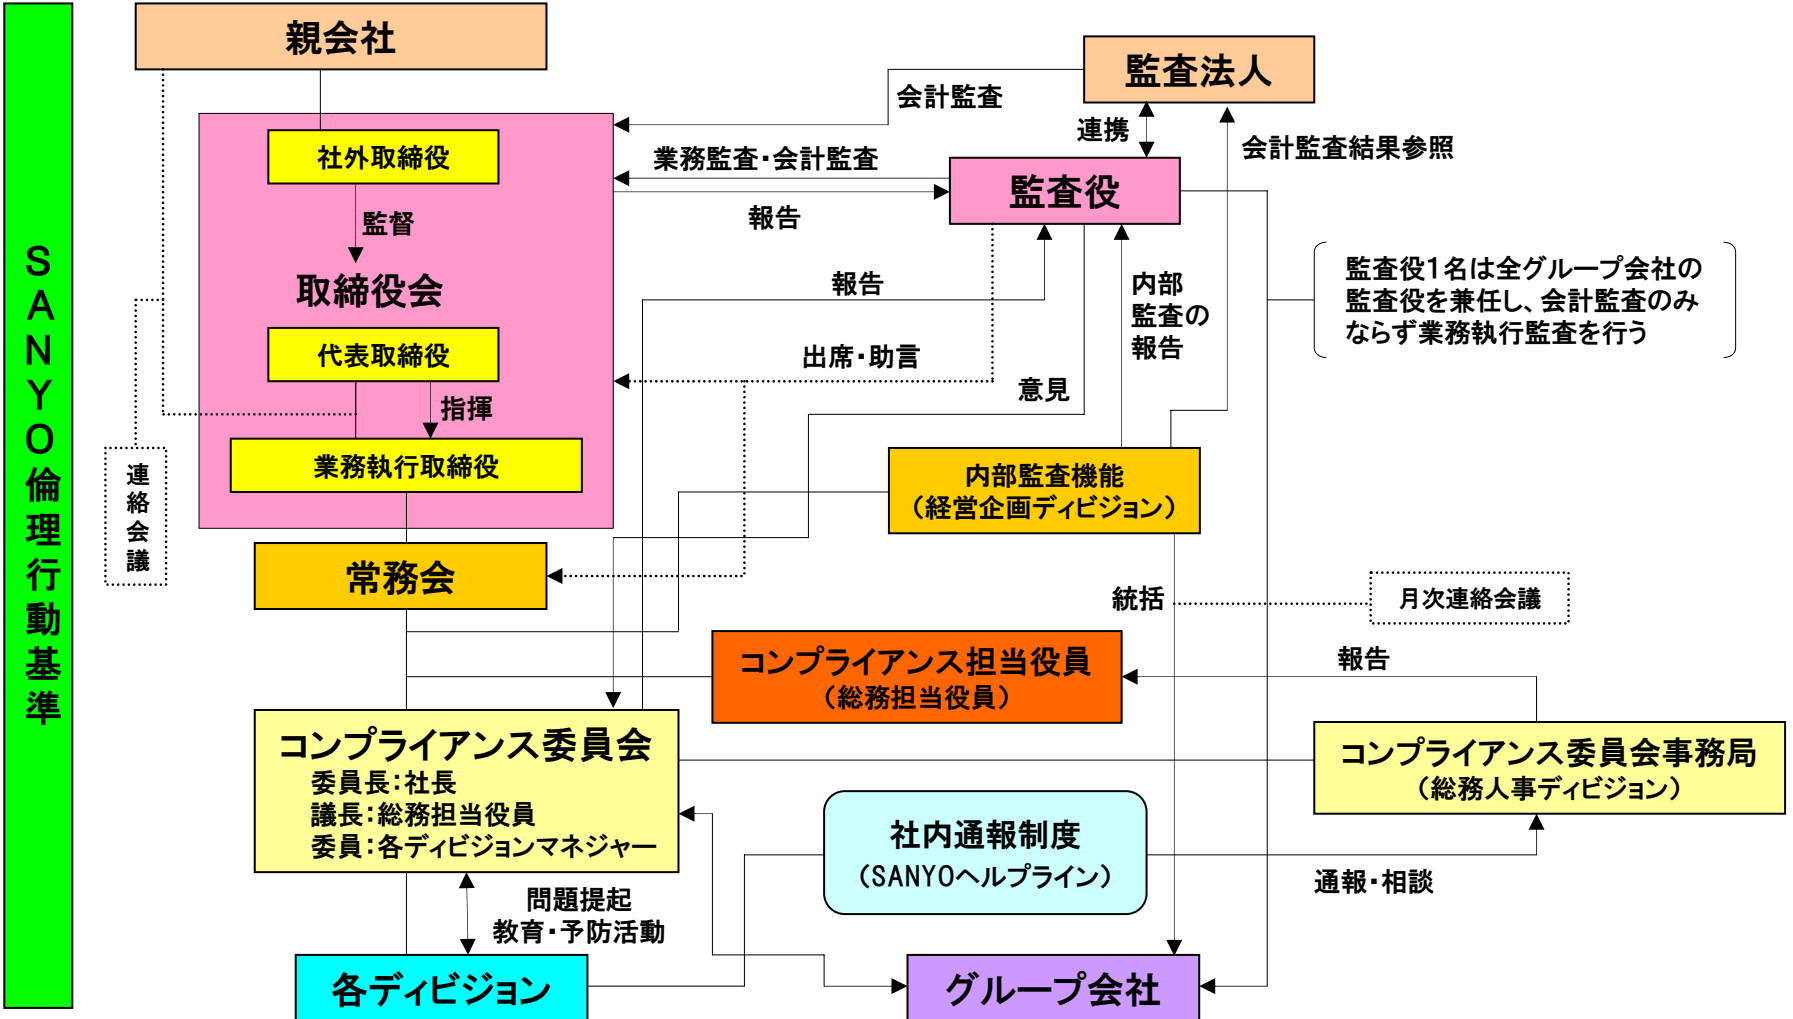 SANYO倫理行動基準
親会社
監査法人
会計監査
連携
会計監査結果参照
社外取締役
業務監査・会計監査
監査役
報告
監督
取締役会
報告
内部
監査の
報告
監査役1名は全グループ会社の
監査役を兼任し、会計監査のみ
ならず業務執行監査を行う
代表取締役
出席・助言
意見
指揮
業務執行取締役
連絡会議
内部監査機能
（経営企画ディビジョン）
常務会
統括
月次連絡会議
コンプライアンス担当役員
（総務担当役員）
報告
コンプライアンス委員会
委員長：社長
議長：総務担当役員
委員：各ディビジョンマネジャー
コンプライアンス委員会事務局
（総務人事ディビジョン）
社内通報制度
（SANYOヘルプライン）
通報・相談
問題提起
教育・予防活動
各ディビジョン
グループ会社